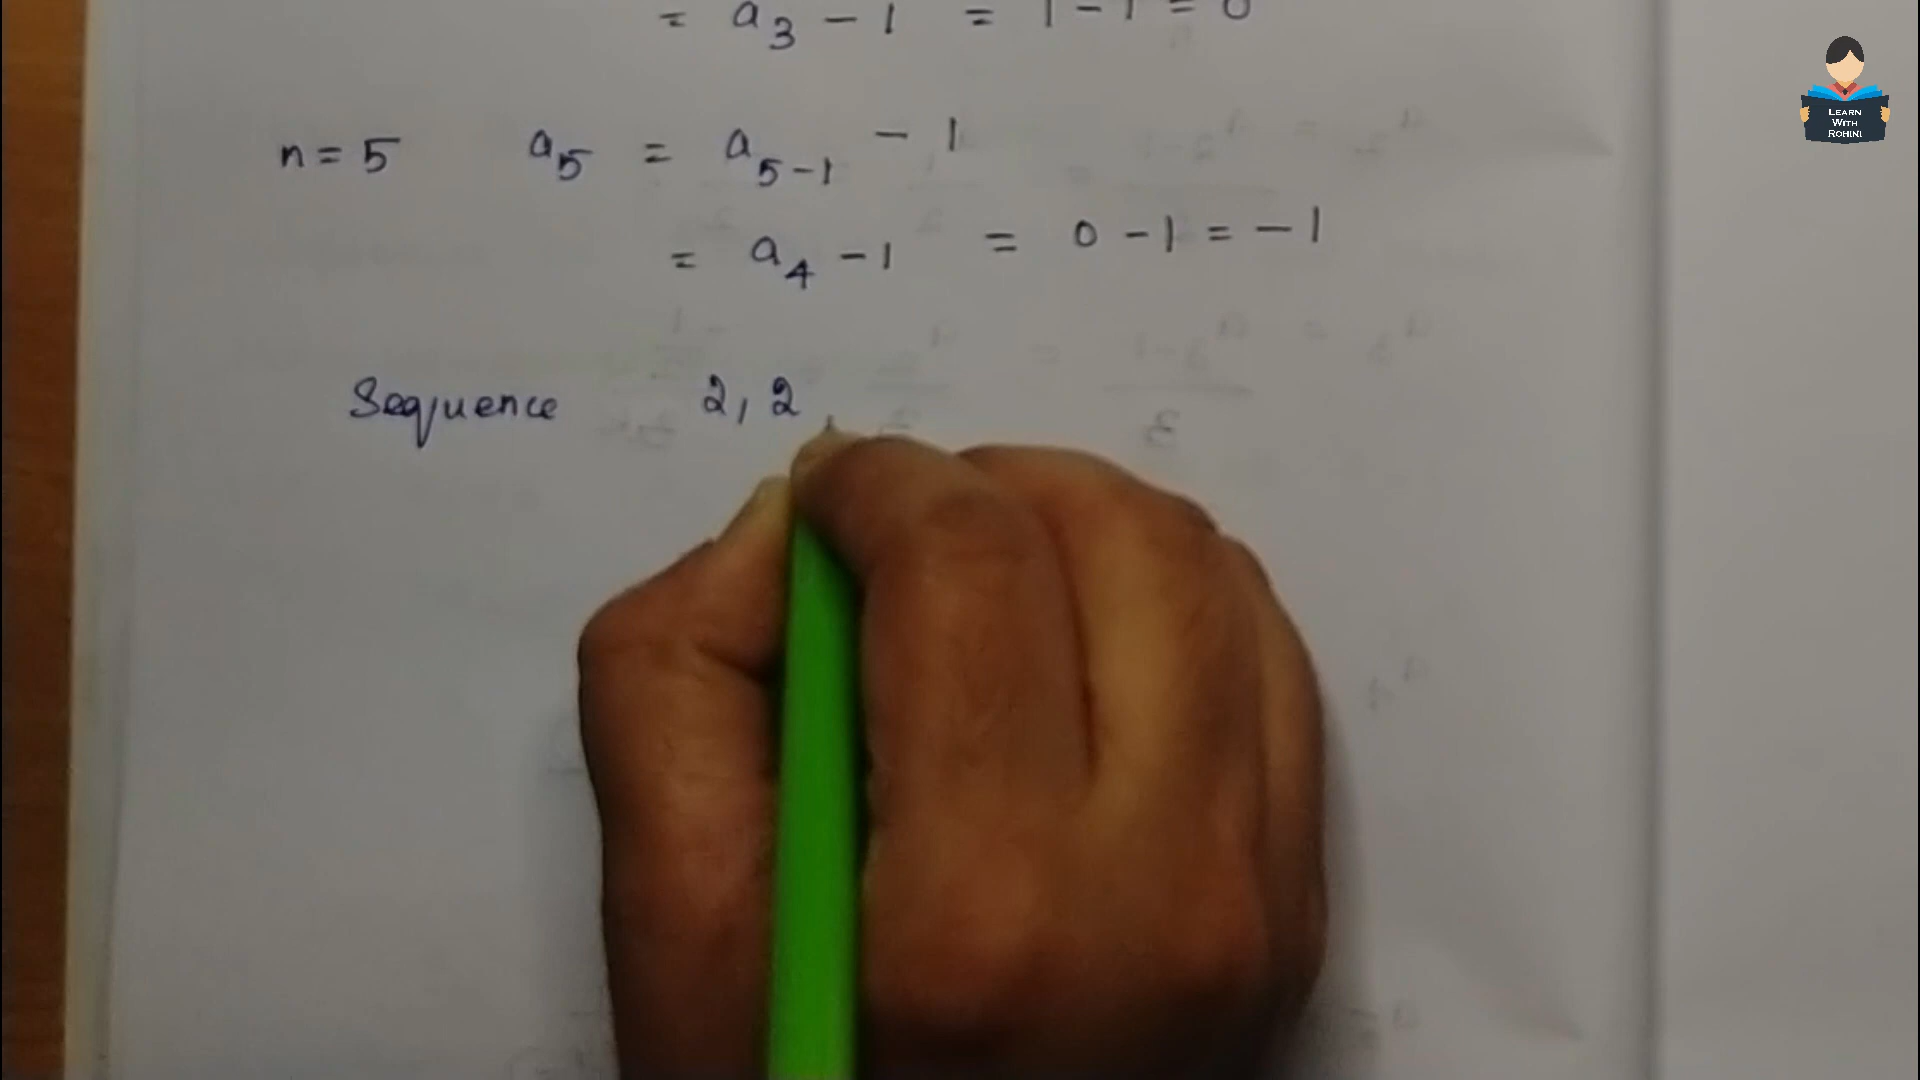 = a₃ - 1 = 1 - 1 = 0
LEARN
WITH
ROHINI
n = 5 a₅ = a₅₋₁ - 1
= a₄ - 1 = 0 - 1 = -1
Sequence 2, 2,